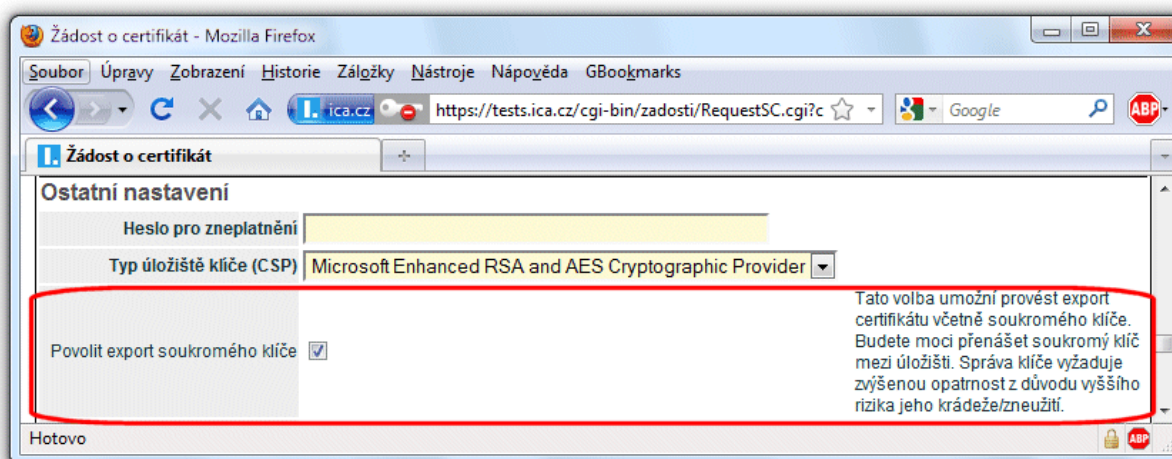 Žádost o certifikát - Mozilla Firefox
Soubor Úpravy Zobrazení Historie Záložky Nástroje Nápověda GBookmarks
I. ica.cz https://tests.ica.cz/cgi-bin/zadosti/RequestSC.cgi?c Google ABP
I. Žádost o certifikát
Ostatní nastavení
Heslo pro zneplatnění
Typ úložiště klíče (CSP) Microsoft Enhanced RSA and AES Cryptographic Provider
Povolit export soukromého klíče
Tato volba umožní provést export
certifikátu včetně soukromého klíče.
Budete moci přenášet soukromý klíč
mezi úložišti. Správa klíče vyžaduje
zvýšenou opatrnost z důvodu vyššího
rizika jeho krádeže/zneužití.
Hotovo ABP